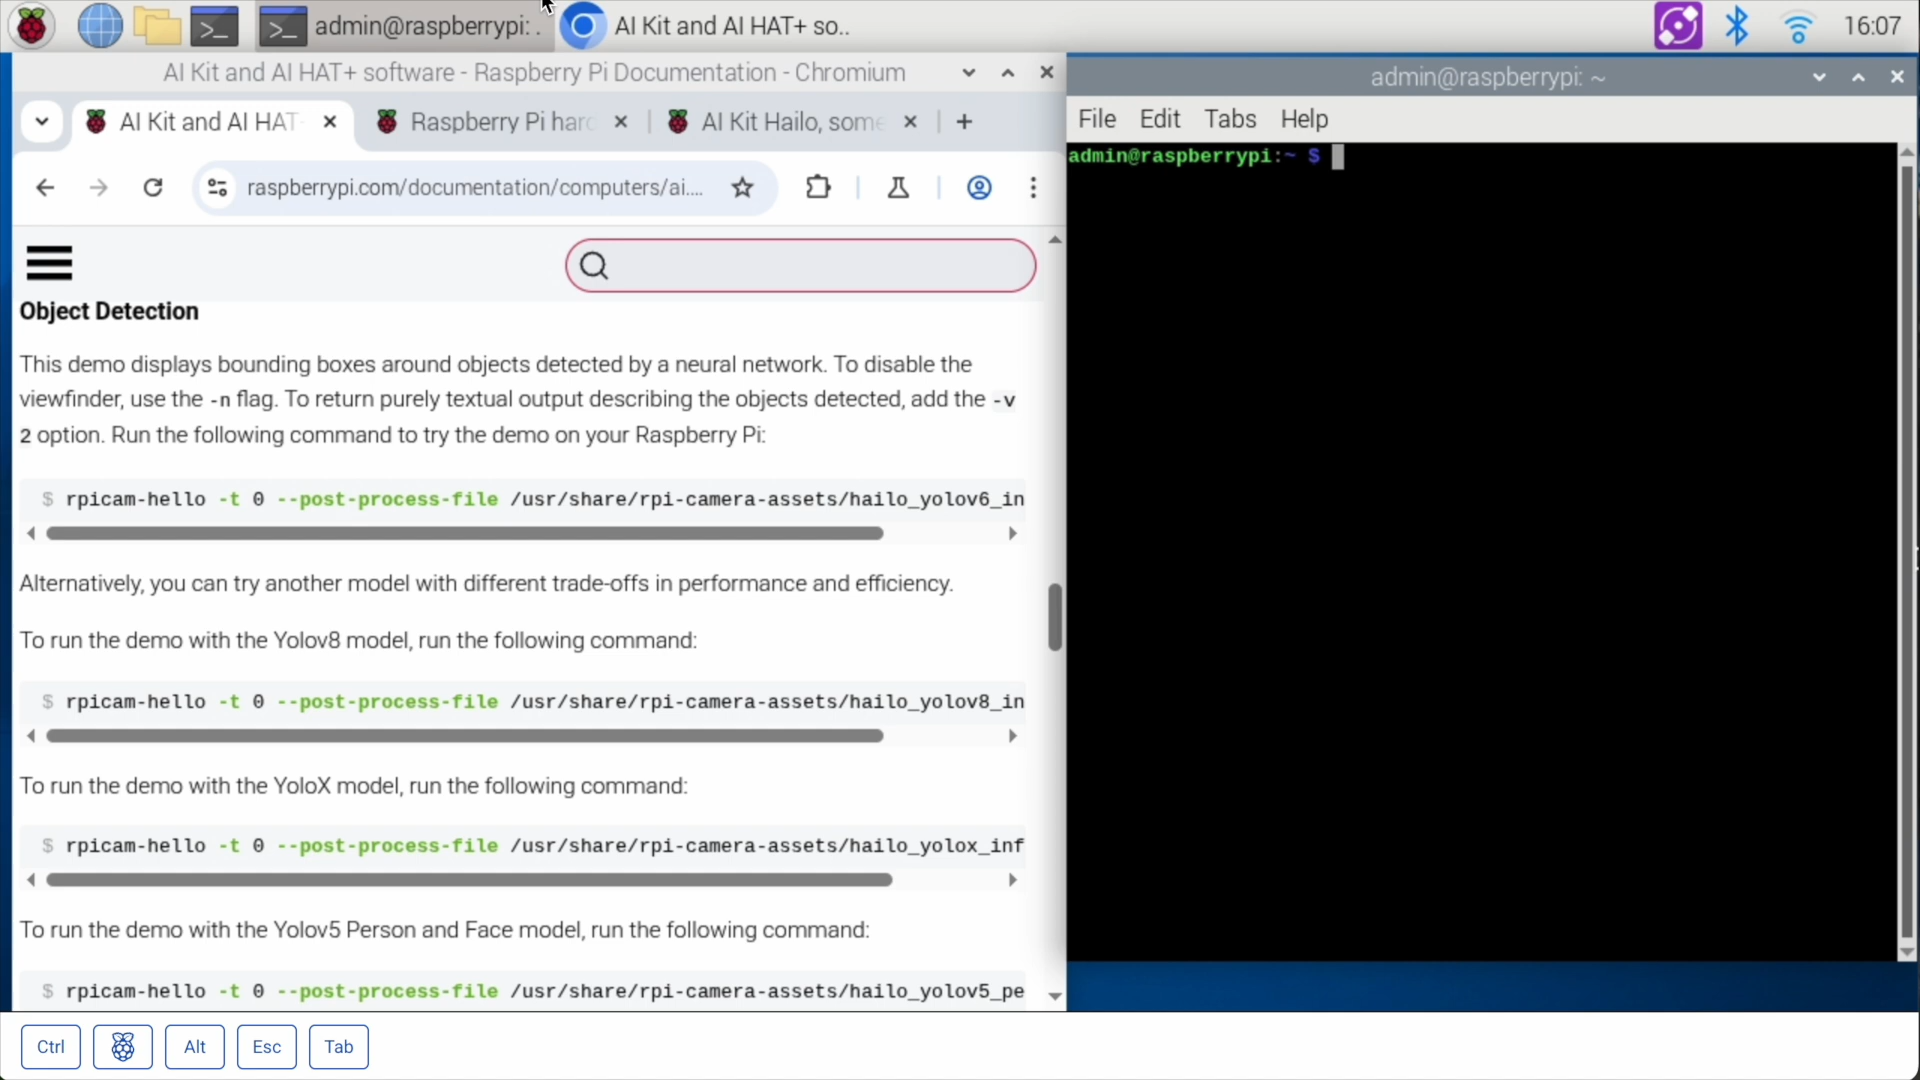 admin@raspberrypi: .
AI Kit and AI HAT+ so..
16:07
AI Kit and AI HAT+ software - Raspberry Pi Documentation - Chromium
AI Kit and AI HAT-
Raspberry Pi hard
AI Kit Hailo, some
raspberrypi.com/documentation/computers/ai....
Object Detection
This demo displays bounding boxes around objects detected by a neural network. To disable the
viewfinder, use the -n flag. To return purely textual output describing the objects detected, add the -v
2 option. Run the following command to try the demo on your Raspberry Pi:
$ rpicam-hello -t 0 --post-process-file /usr/share/rpi-camera-assets/hailo_yolov6_in
Alternatively, you can try another model with different trade-offs in performance and efficiency.
To run the demo with the Yolov8 model, run the following command:
$ rpicam-hello -t 0 --post-process-file /usr/share/rpi-camera-assets/hailo_yolov8_in
To run the demo with the YoloX model, run the following command:
$ rpicam-hello -t 0 --post-process-file /usr/share/rpi-camera-assets/hailo_yolox_inf
To run the demo with the Yolov5 Person and Face model, run the following command:
$ rpicam-hello -t 0 --post-process-file /usr/share/rpi-camera-assets/hailo_yolov5_pe
admin@raspberrypi: ~
File Edit Tabs Help
admin@raspberrypi:~ $
Ctrl
Alt
Esc
Tab